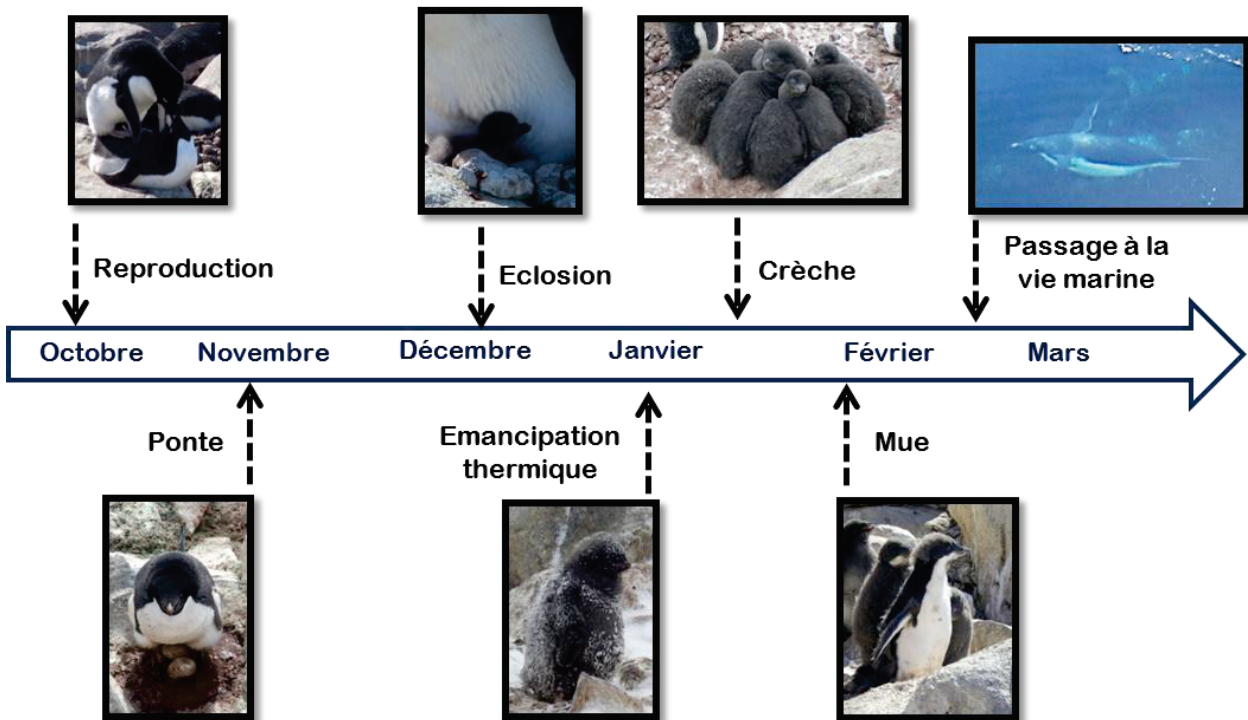 Reproduction
Eclosion
Crèche
Passage à la
vie marine
Octobre
Novembre
Décembre
Janvier
Février
Mars
Ponte
Emancipation
thermique
Mue